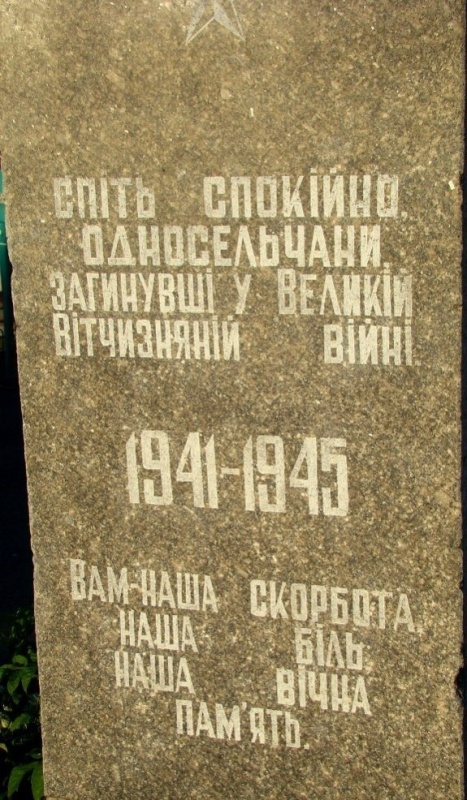 СПІТЬ СПОКІЙНО,
ОДНОСЕЛЬЧАНИ,
ЗАГИНУВШІ У ВЕЛИКІЙ
ВІТЧИЗНЯНІЙ ВІЙНІ.
1941-1945
ВАМ-НАША СКОРБОТА,
НАША БІЛЬ,
НАША ВІЧНА
ПАМ'ЯТЬ.